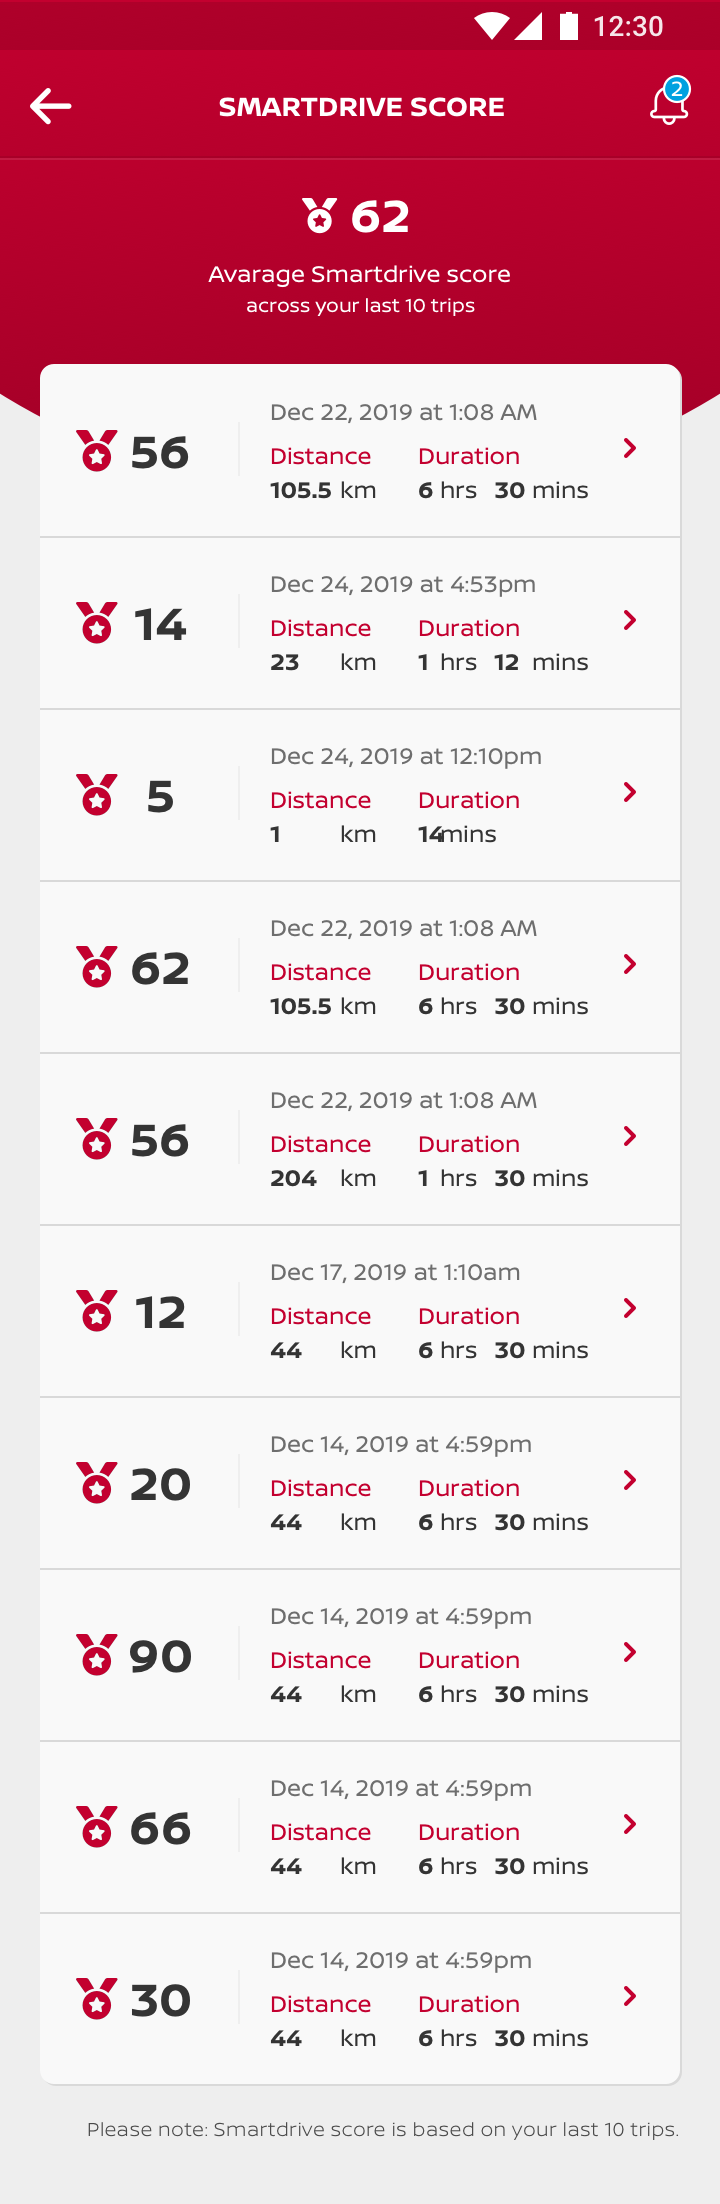 12:30
SMARTDRIVE SCORE
2
62
Avarage Smartdrive score
across your last 10 trips
Dec 22, 2019 at 1:08 AM
56
Distance Duration
105.5 km 6 hrs 30 mins
Dec 24, 2019 at 4:53pm
14
Distance Duration
23 km 1 hrs 12 mins
Dec 24, 2019 at 12:10pm
5
Distance Duration
1 km 14mins
Dec 22, 2019 at 1:08 AM
62
Distance Duration
105.5 km 6 hrs 30 mins
Dec 22, 2019 at 1:08 AM
56
Distance Duration
204 km 1 hrs 30 mins
Dec 17, 2019 at 1:10am
12
Distance Duration
44 km 6 hrs 30 mins
Dec 14, 2019 at 4:59pm
20
Distance Duration
44 km 6 hrs 30 mins
Dec 14, 2019 at 4:59pm
90
Distance Duration
44 km 6 hrs 30 mins
Dec 14, 2019 at 4:59pm
66
Distance Duration
44 km 6 hrs 30 mins
Dec 14, 2019 at 4:59pm
30
Distance Duration
44 km 6 hrs 30 mins
Please note: Smartdrive score is based on your last 10 trips.